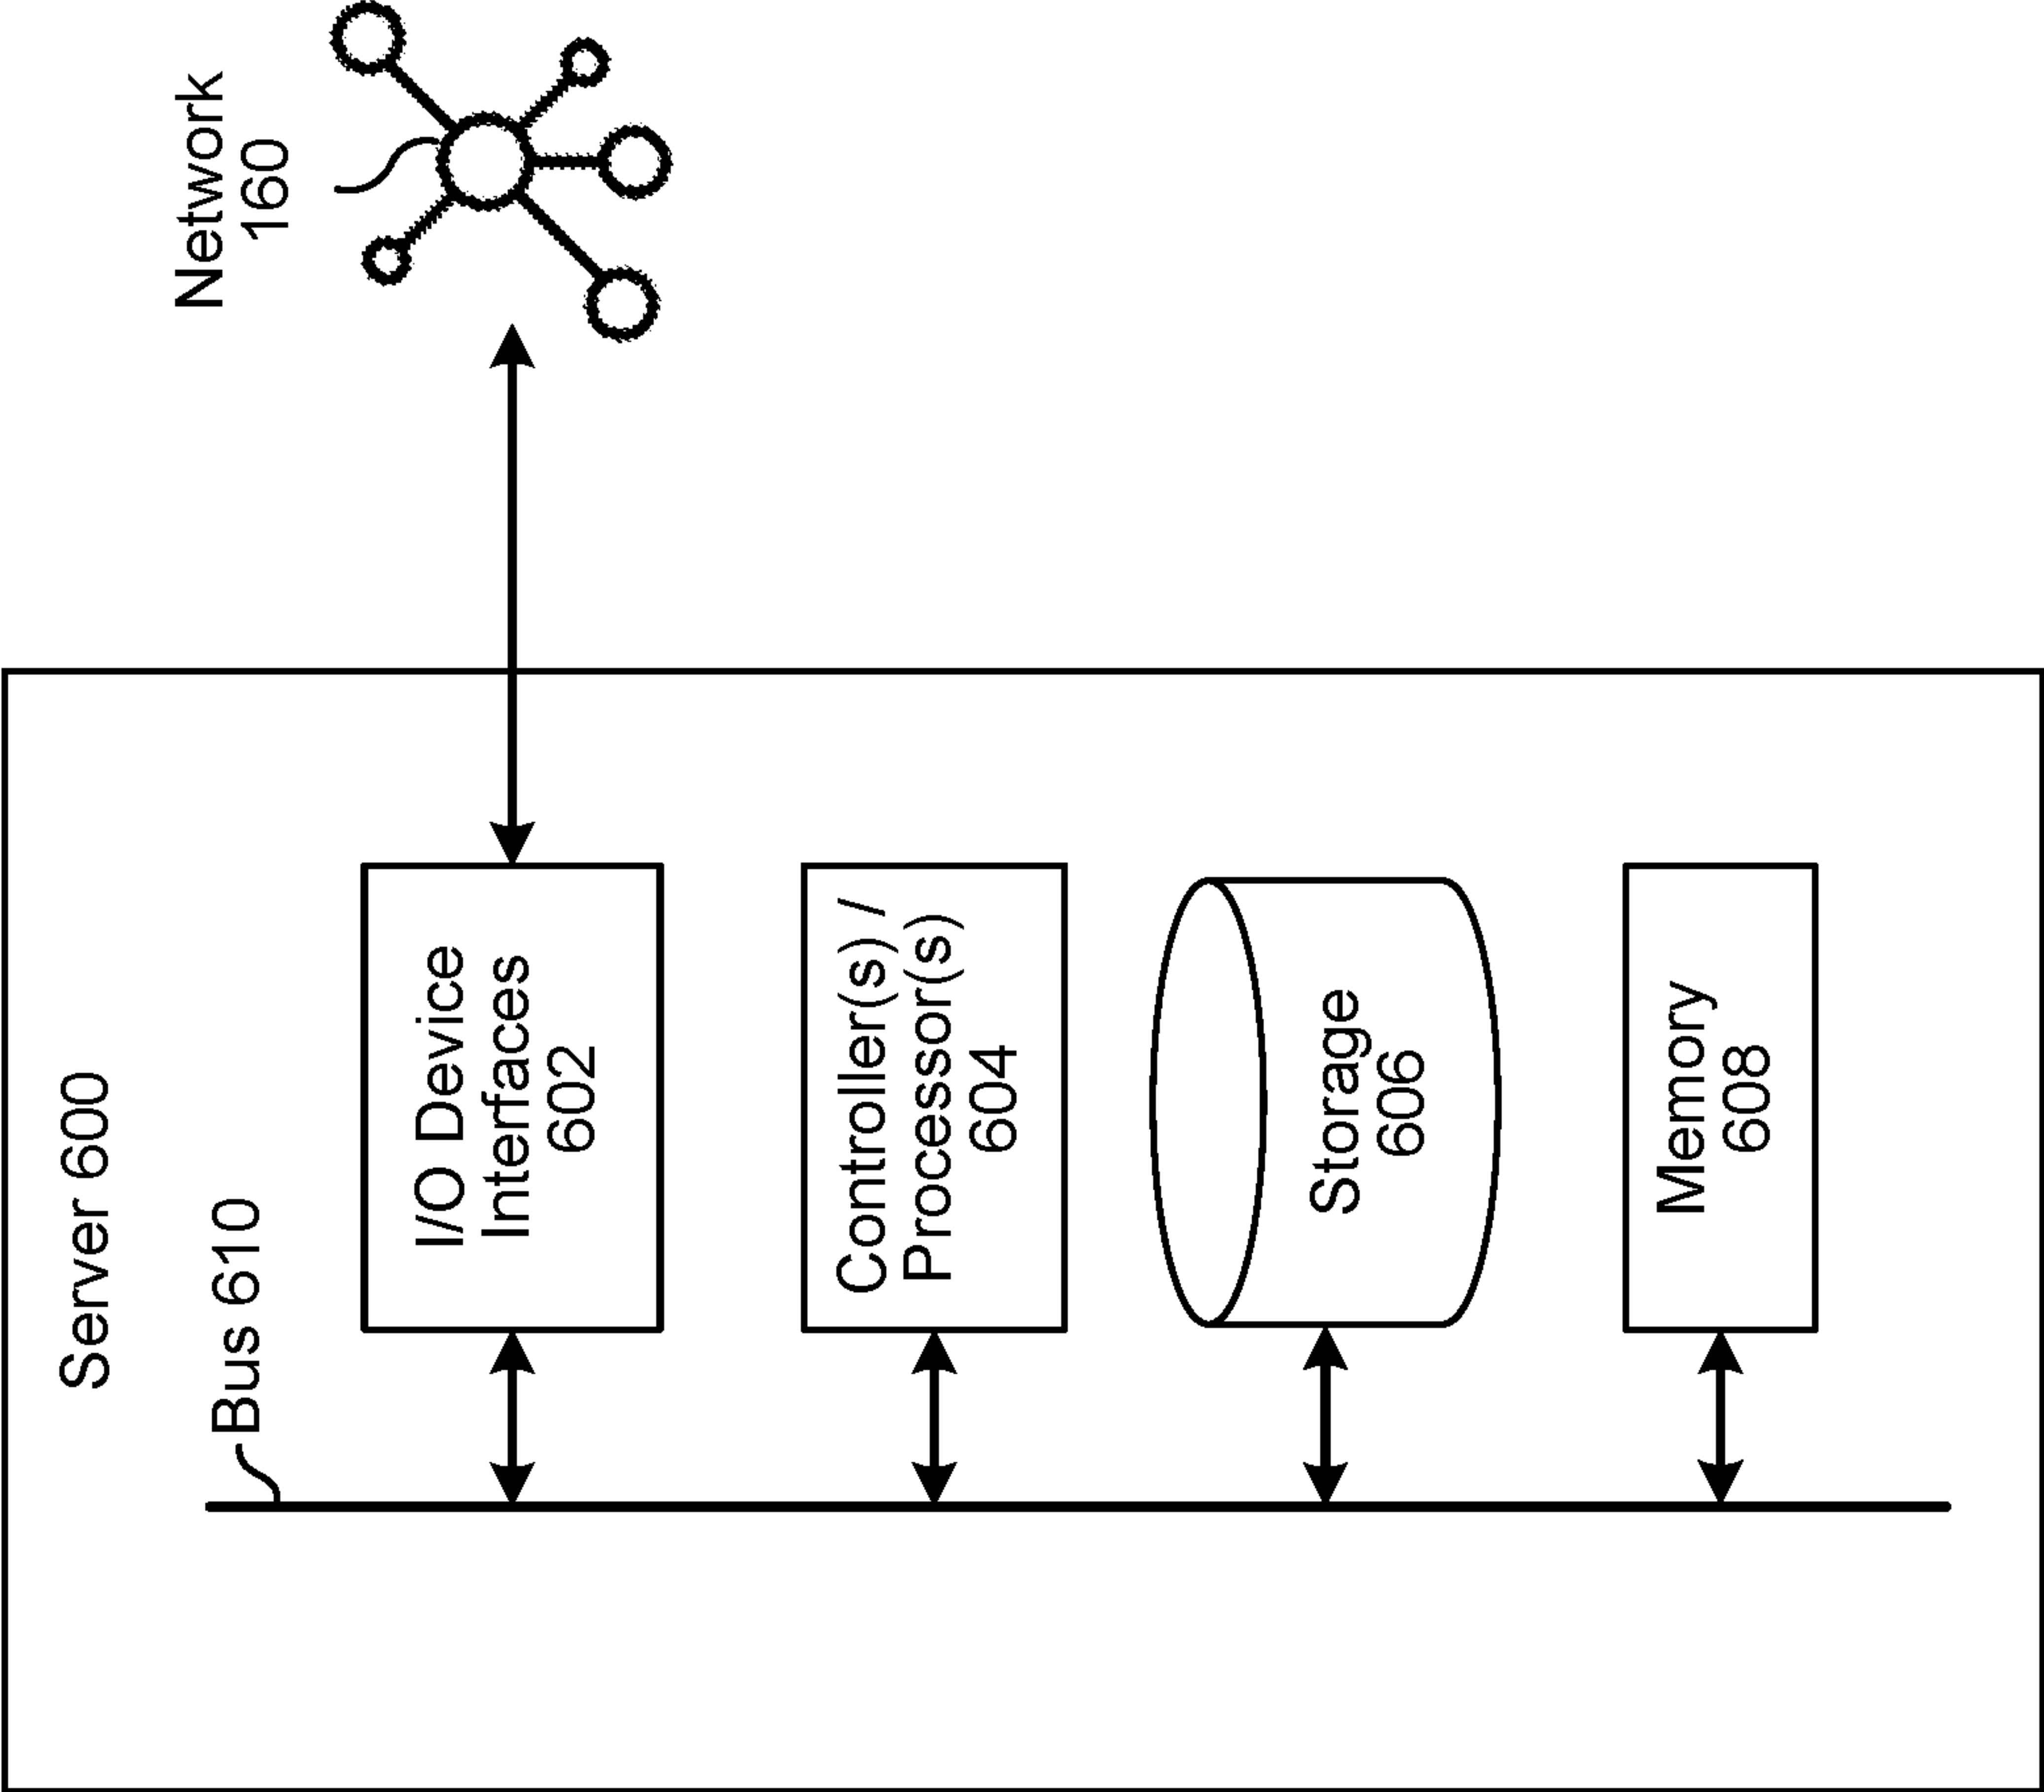 Server 600
Bus 610
I/O Device
Interfaces
602
Controller(s) /
Processor(s)
604
Storage
606
Memory
608
Network
160